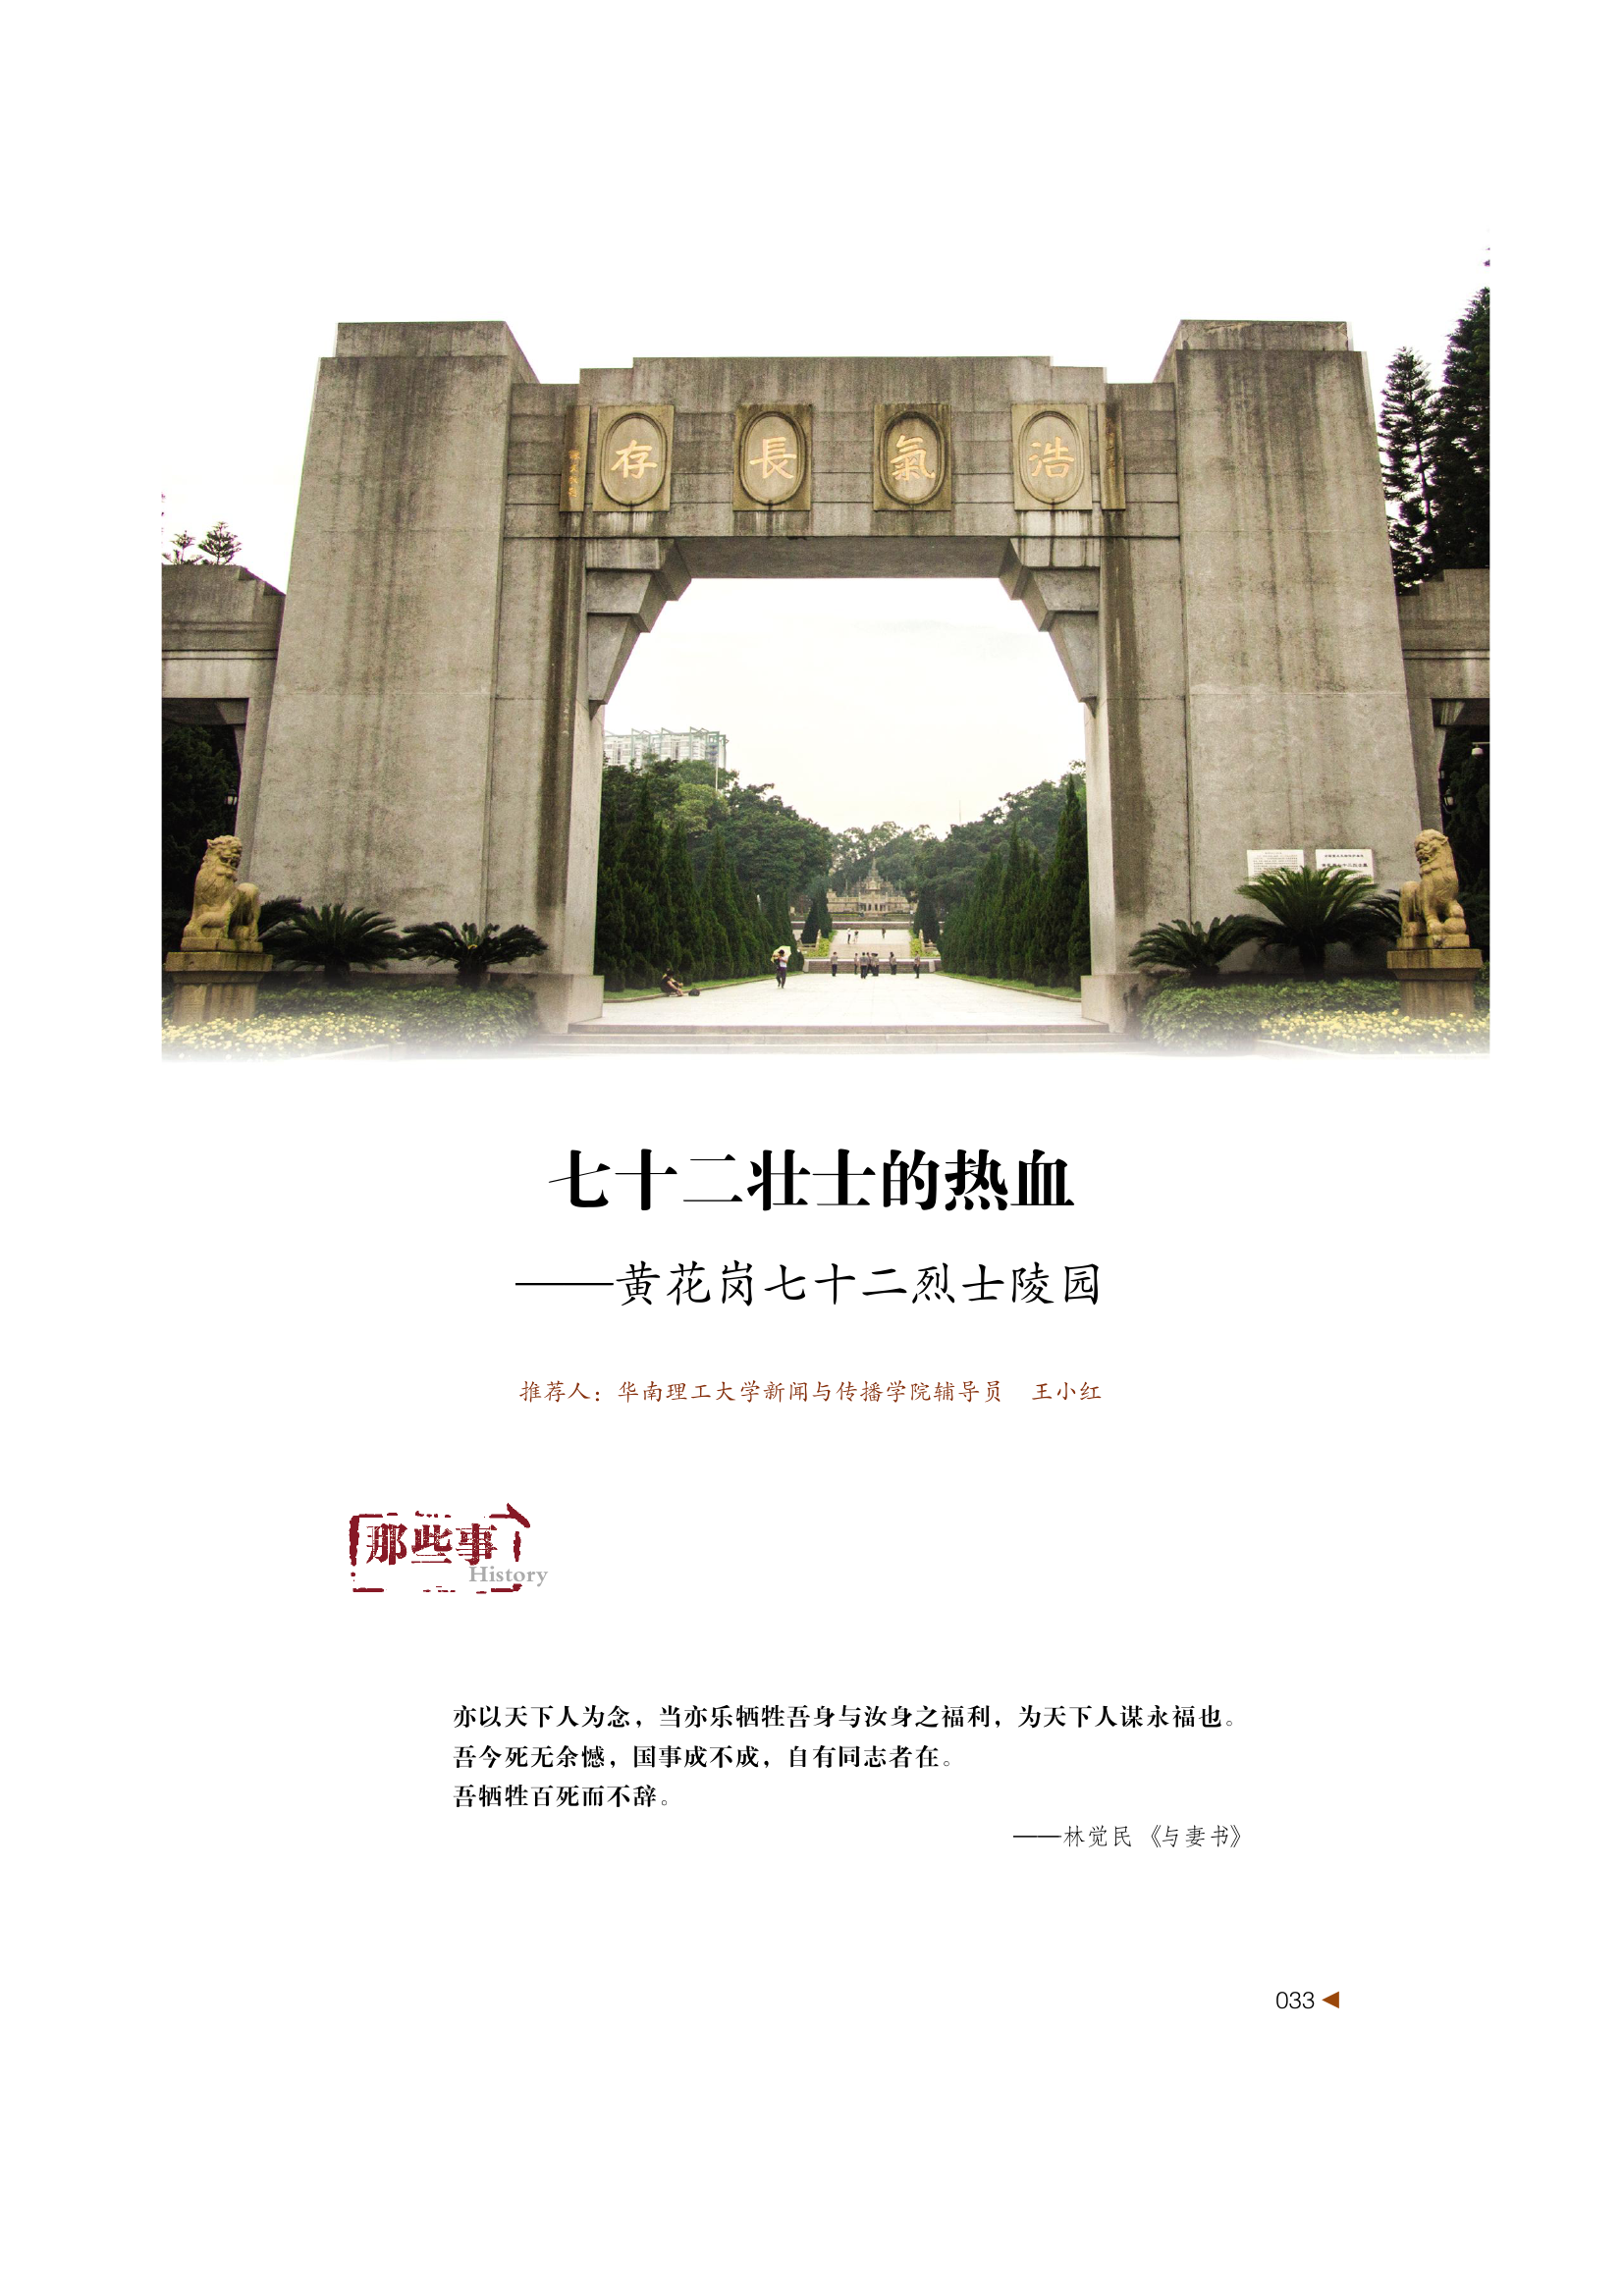 浩氣長存
七十二壮士的热血
——黄花岗七十二烈士陵园
推荐人：华南理工大学新闻与传播学院辅导员 王小红
那些事
History
亦以天下人为念，当亦乐牺牲吾身与汝身之福利，为天下人谋永福也。
吾今死无余憾，国事成不成，自有同志者在。
吾牺牲百死而不辞。
——林觉民《与妻书》
033